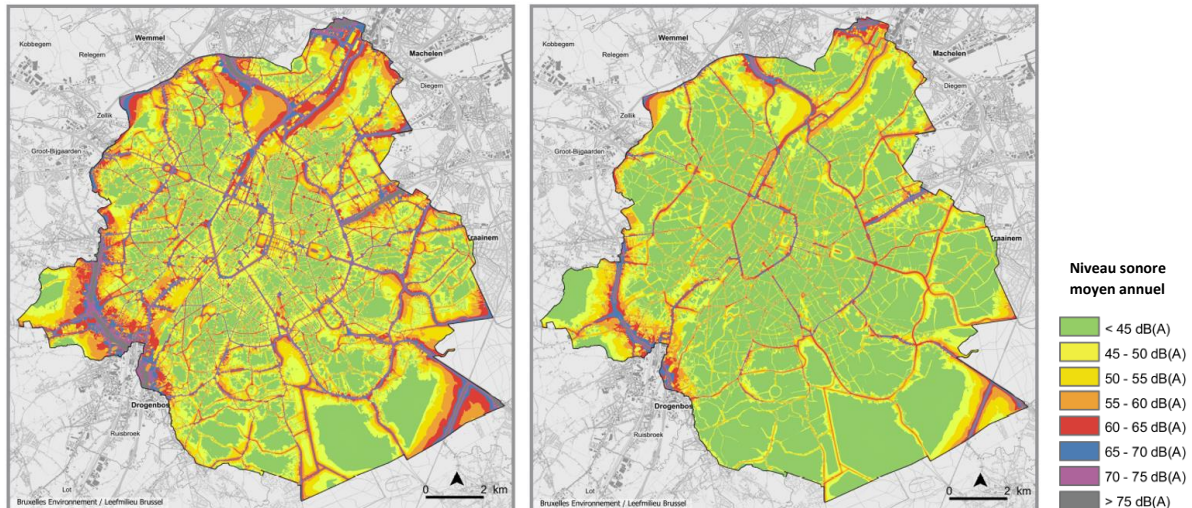 Wemmel
Kobbegem
Relegem
Machelen
Diegem
Zellik
Groot-Bijgaarden
Kraainem
Drogenbos
Ruisbroek
Lot
0 2 km
Bruxelles Environnement / Leefmilieu Brussel
Wemmel
Kobbegem
Relegem
Machelen
Diegem
Zellik
Groot-Bijgaarden
Kraainem
Drogenbos
Ruisbroek
Lot
0 2 km
Bruxelles Environnement / Leefmilieu Brussel
Niveau sonore
moyen annuel
< 45 dB(A)
45 - 50 dB(A)
50 - 55 dB(A)
55 - 60 dB(A)
60 - 65 dB(A)
65 - 70 dB(A)
70 - 75 dB(A)
> 75 dB(A)